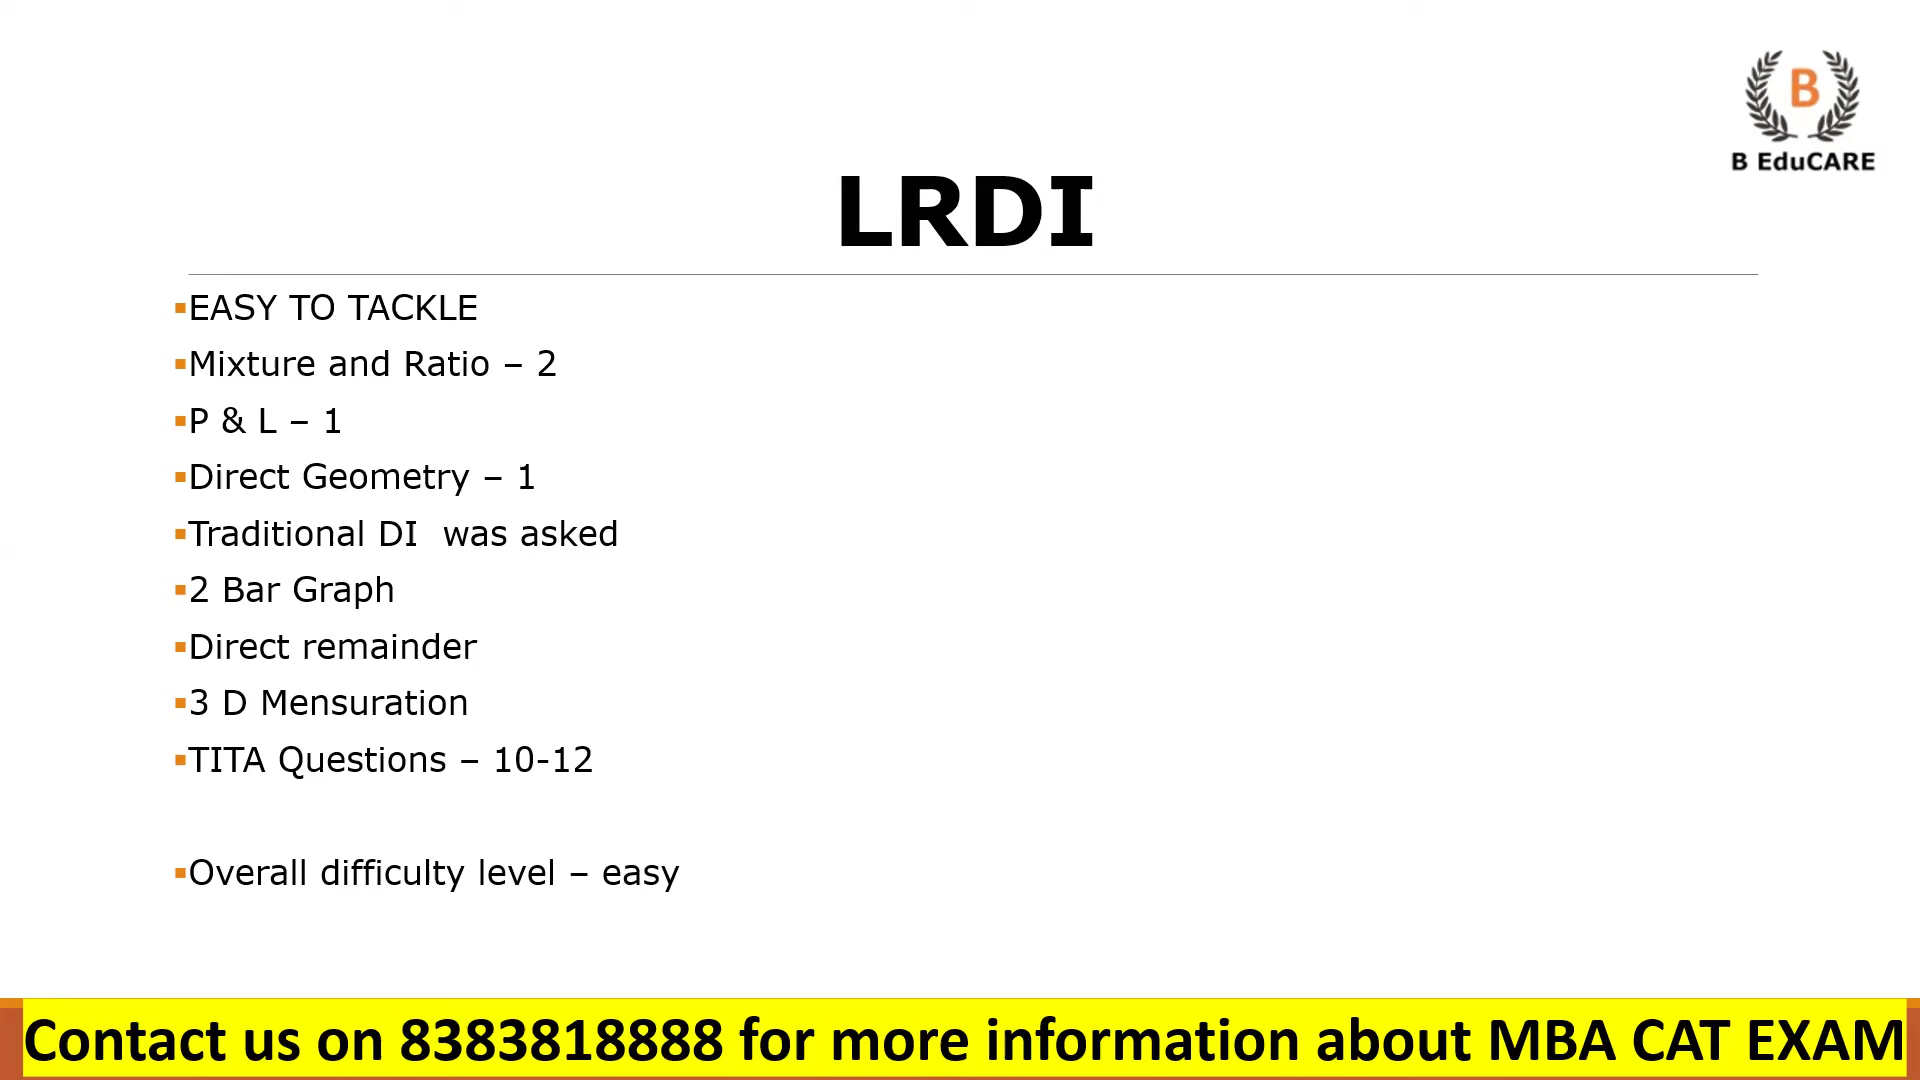 B
B EduCARE
LRDI
▪EASY TO TACKLE
▪Mixture and Ratio – 2
▪P & L – 1
▪Direct Geometry – 1
▪Traditional DI  was asked
▪2 Bar Graph
▪Direct remainder
▪3 D Mensuration
▪TITA Questions – 10-12
▪Overall difficulty level – easy
Contact us on 8383818888 for more information about MBA CAT EXAM